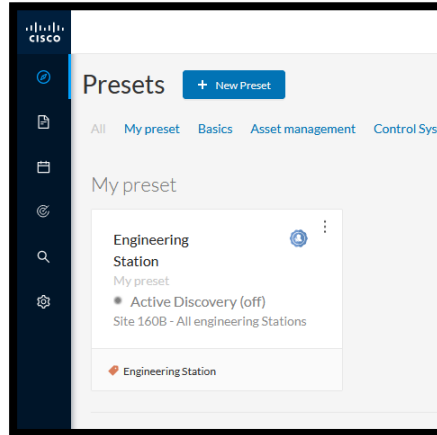 CISCO
Presets
+ New Preset
All My preset Basics Asset management Control Sys
My preset
Engineering
Station
My preset
Active Discovery (off)
Site 160B - All engineering Stations
Engineering Station